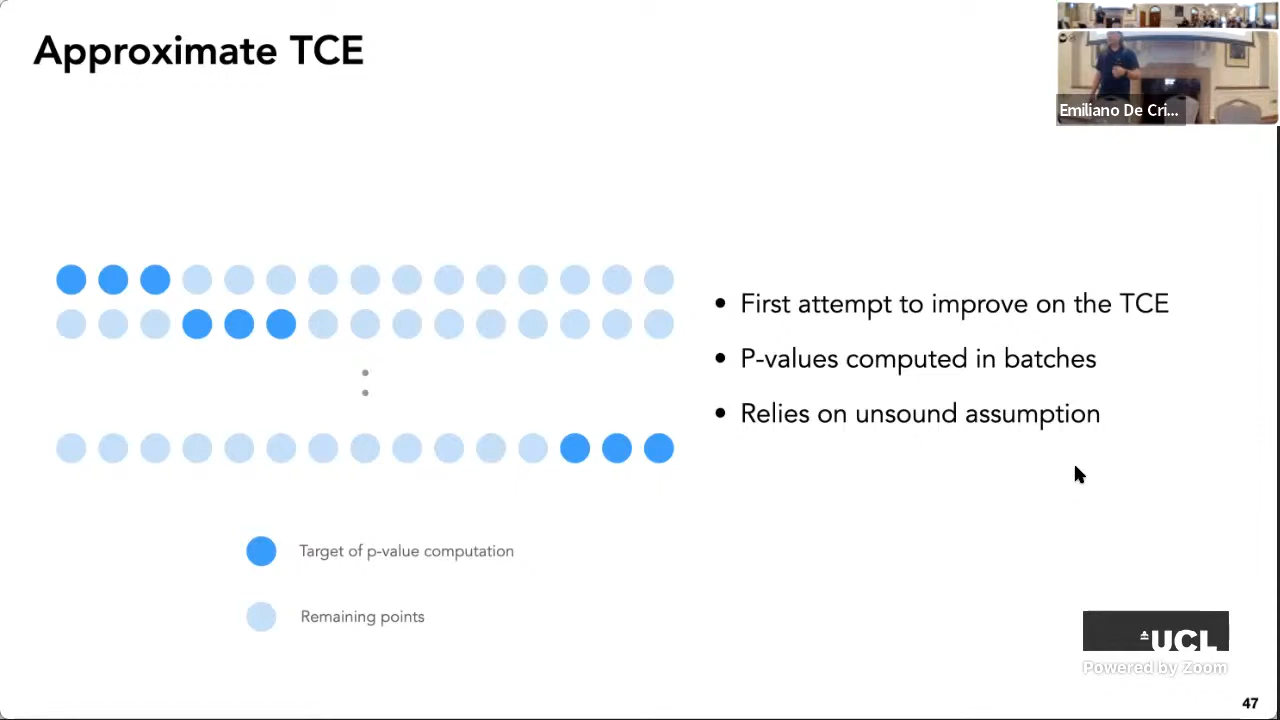 Approximate TCE
Emiliano De Cri...
• First attempt to improve on the TCE
• P-values computed in batches
• Relies on unsound assumption
Target of p-value computation
Remaining points
UCL
Powered by Zoom
47